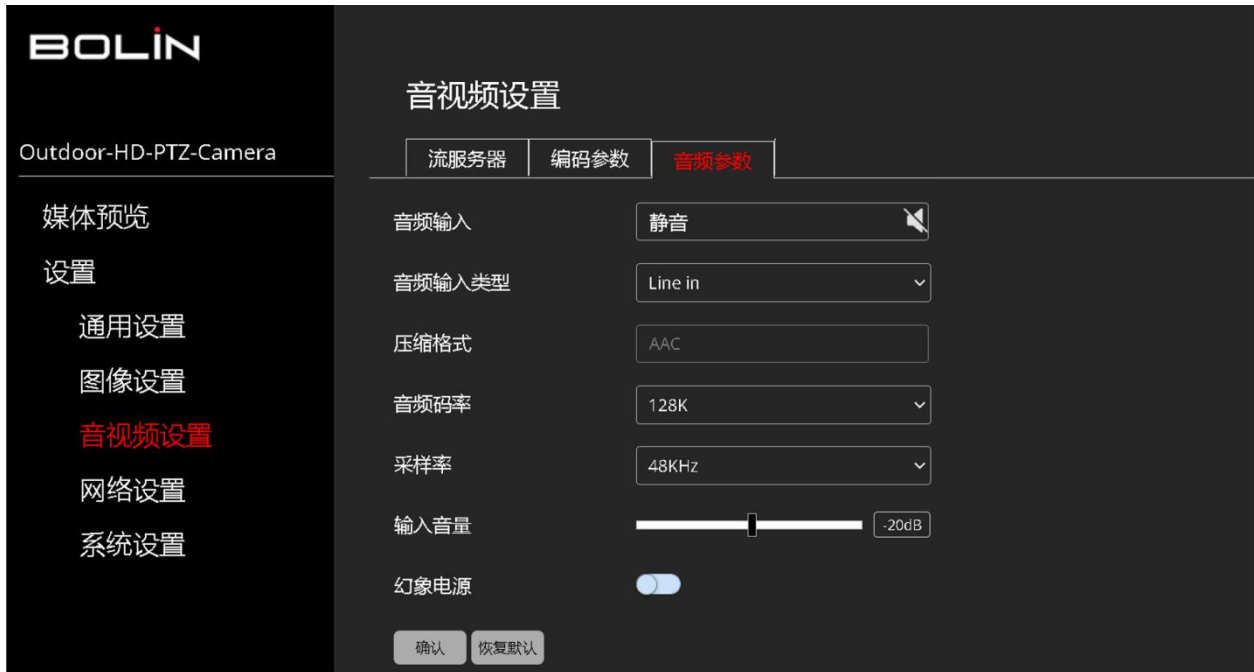 BOLIN
Outdoor-HD-PTZ-Camera
媒体预览
设置
通用设置
图像设置
音视频设置
网络设置
系统设置
音视频设置
流服务器 编码参数 音频参数
音频输入 静音
音频输入类型 Line in
压缩格式 AAC
音频码率 128K
采样率 48KHz
输入音量 -20dB
幻象电源
确认 恢复默认